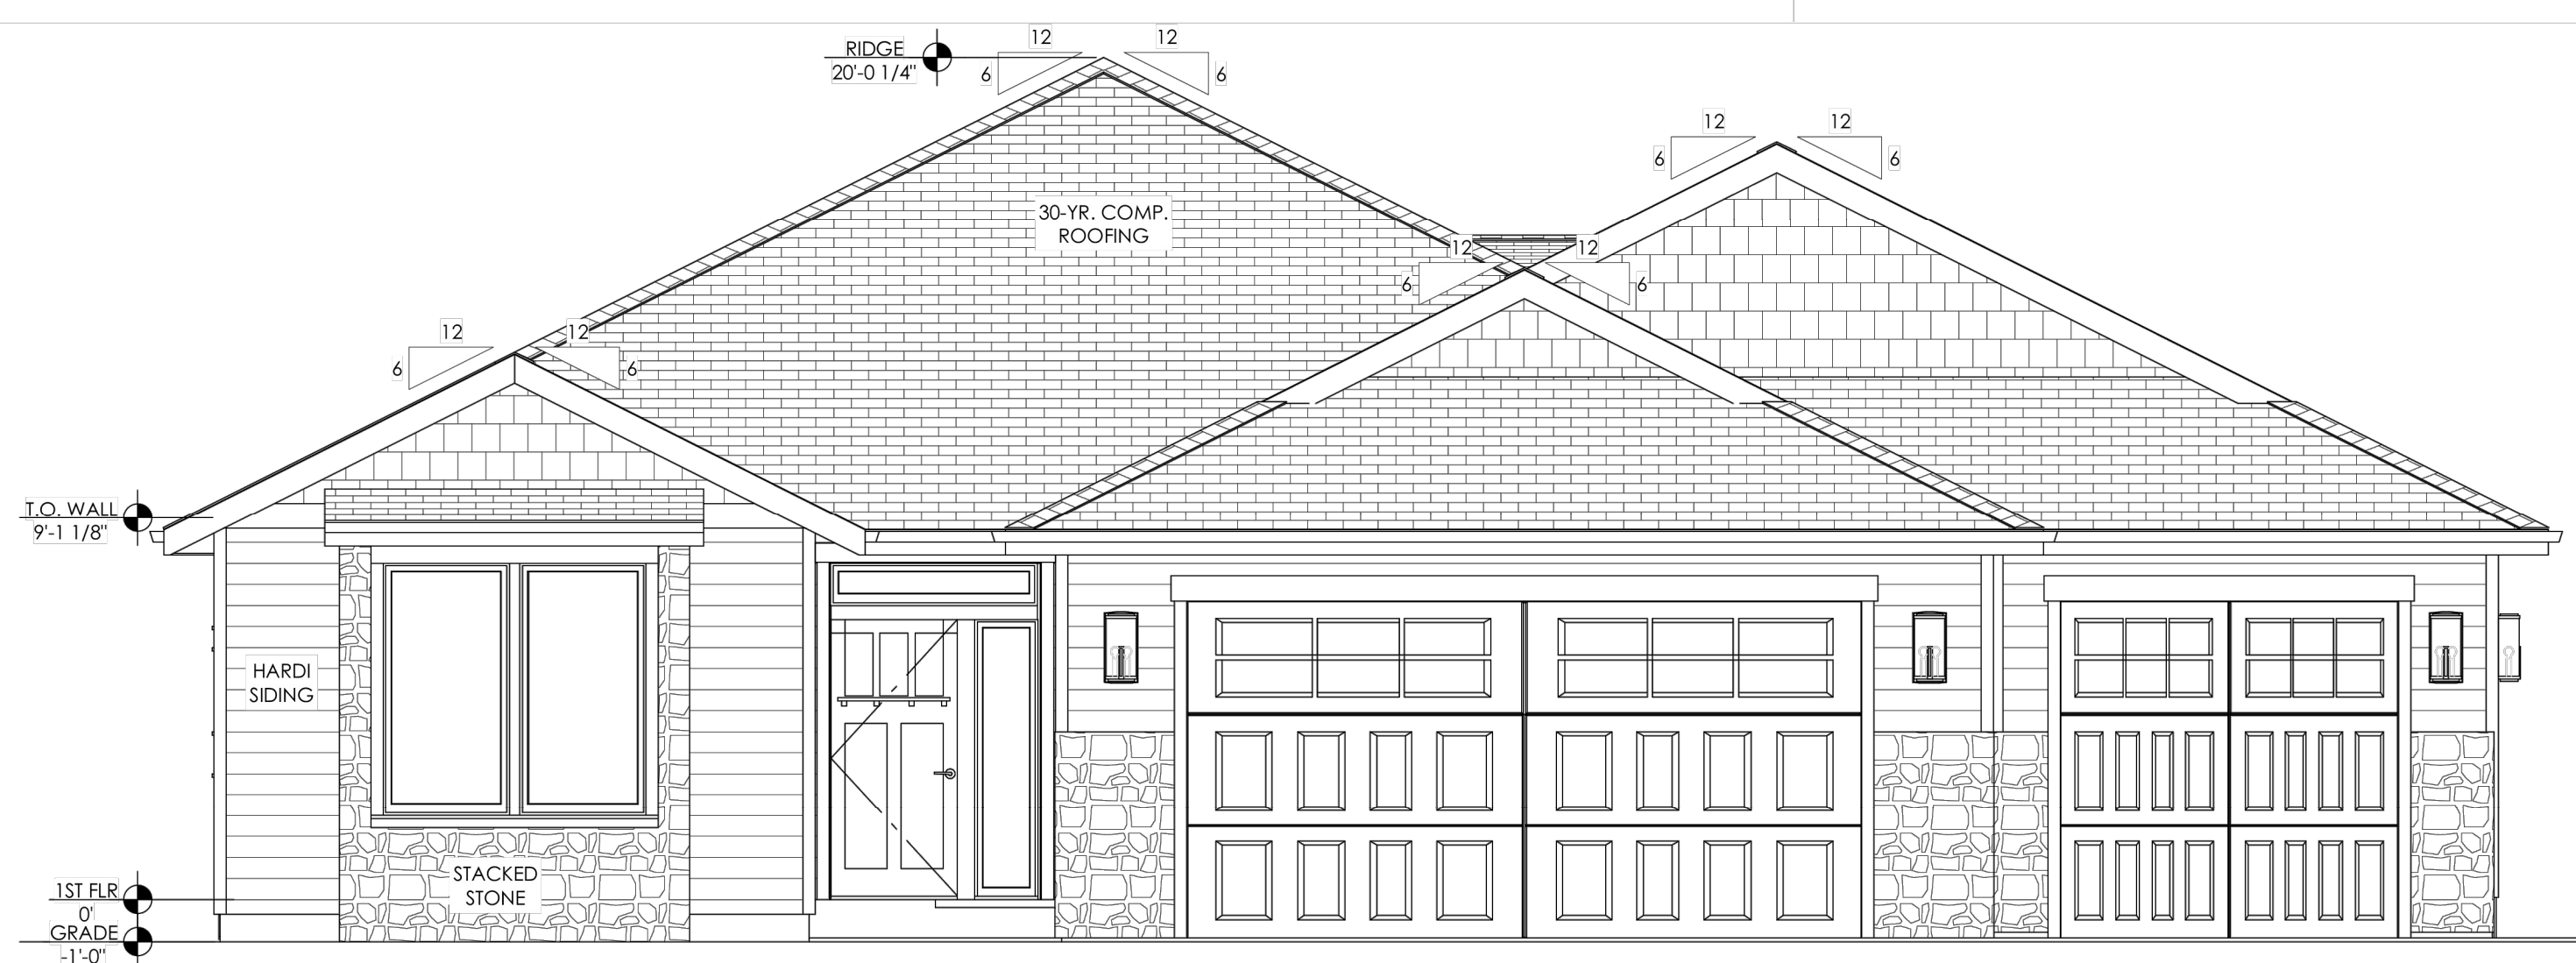 12 12
RIDGE
20'-0 1/4"
6 6
12 12
6 6
30-YR. COMP.
ROOFING
12 12
6 6
12 12
6 6
T.O. WALL
9'-1 1/8"
HARDI
SIDING
STACKED
STONE
1ST FLR
0'
GRADE
-1'-0"